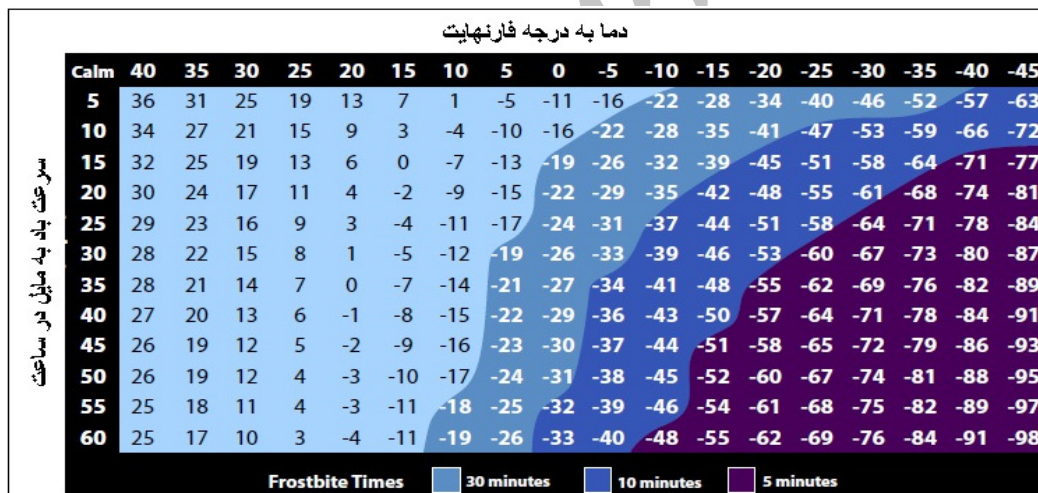 دما به درجه فارنهایت
Calm 40 35 30 25 20 15 10 5 0 -5 -10 -15 -20 -25 -30 -35 -40 -45
5 36 31 25 19 13 7 1 -5 -11 -16 -22 -28 -34 -40 -46 -52 -57 -63
10 34 27 21 15 9 3 -4 -10 -16 -22 -28 -35 -41 -47 -53 -59 -66 -72
15 32 25 19 13 6 0 -7 -13 -19 -26 -32 -39 -45 -51 -58 -64 -71 -77
20 30 24 17 11 4 -2 -9 -15 -22 -29 -35 -42 -48 -55 -61 -68 -74 -81
25 29 23 16 9 3 -4 -11 -17 -24 -31 -37 -44 -51 -58 -64 -71 -78 -84
30 28 22 15 8 1 -5 -12 -19 -26 -33 -39 -46 -53 -60 -67 -73 -80 -87
35 28 21 14 7 0 -7 -14 -21 -27 -34 -41 -48 -55 -62 -69 -76 -82 -89
40 27 20 13 6 -1 -8 -15 -22 -29 -36 -43 -50 -57 -64 -71 -78 -84 -91
45 26 19 12 5 -2 -9 -16 -23 -30 -37 -44 -51 -58 -65 -72 -79 -86 -93
50 26 19 12 4 -3 -10 -17 -24 -31 -38 -45 -52 -60 -67 -74 -81 -88 -95
55 25 18 11 4 -3 -11 -18 -25 -32 -39 -46 -54 -61 -68 -75 -82 -89 -97
60 25 17 10 3 -4 -11 -19 -26 -33 -40 -48 -55 -62 -69 -76 -84 -91 -98
سرعت باد به مایل در ساعت
Frostbite Times 30 minutes 10 minutes 5 minutes